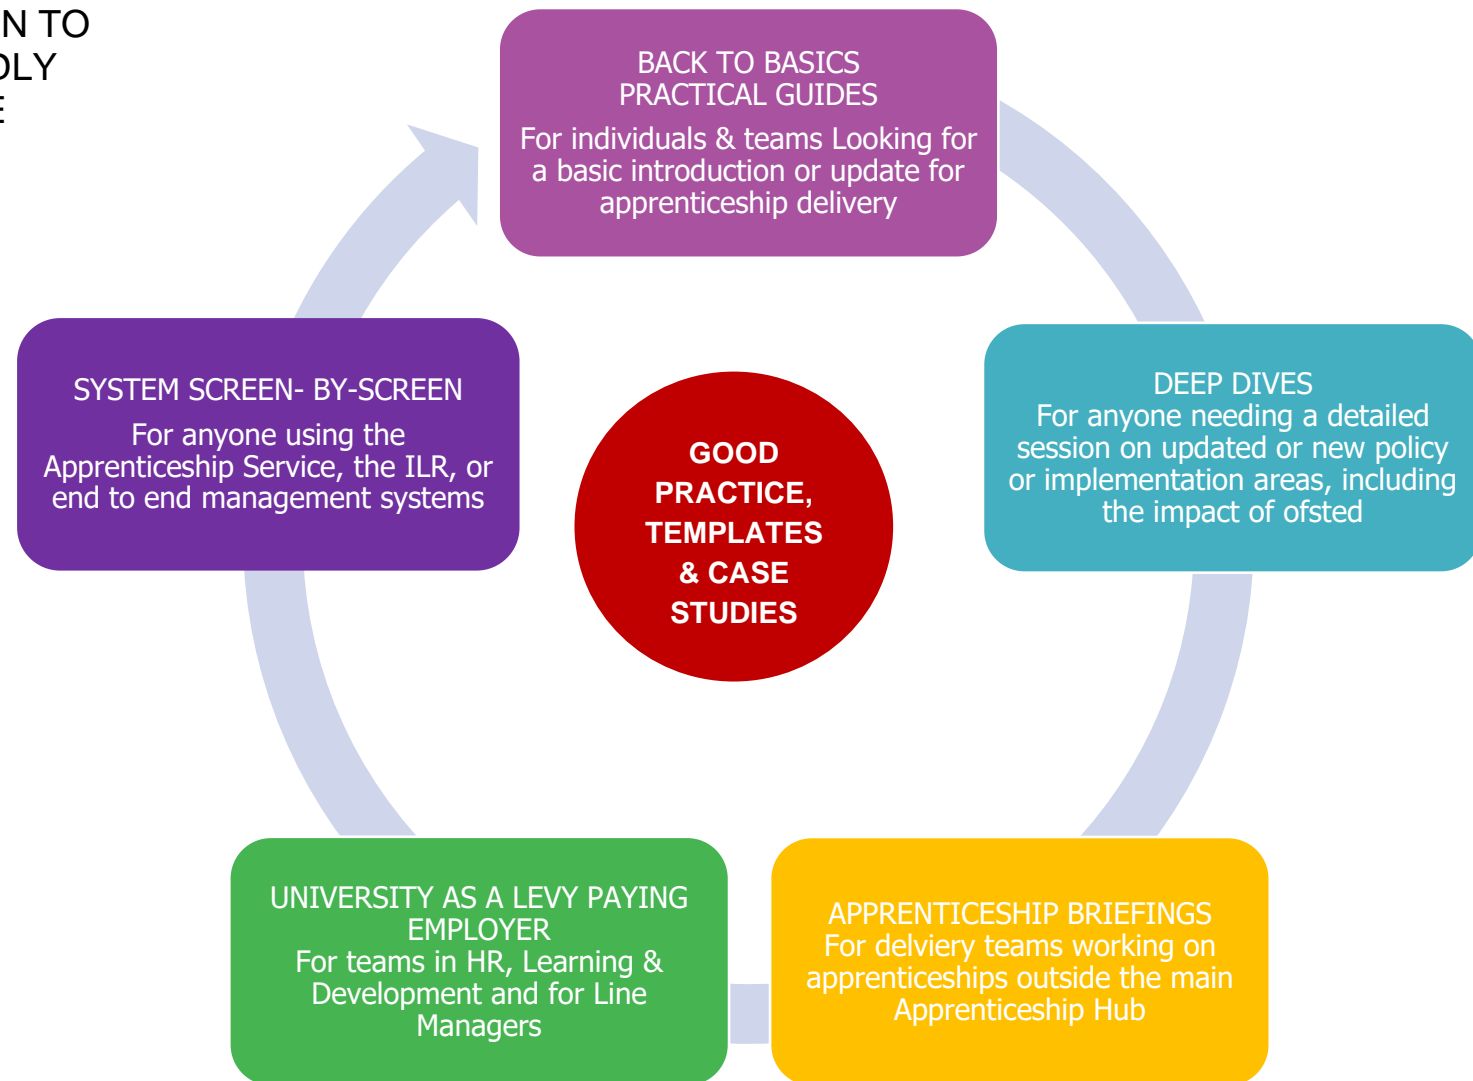 N TO
DLY
E
BACK TO BASICS
PRACTICAL GUIDES
For individuals & teams Looking for
a basic introduction or update for
apprenticeship delivery
SYSTEM SCREEN- BY-SCREEN
For anyone using the
Apprenticeship Service, the ILR, or
end to end management systems
GOOD
PRACTICE,
TEMPLATES
& CASE
STUDIES
DEEP DIVES
For anyone needing a detailed
session on updated or new policy
or implementation areas, including
the impact of ofsted
UNIVERSITY AS A LEVY PAYING
EMPLOYER
For teams in HR, Learning &
Development and for Line
Managers
APPRENTICESHIP BRIEFINGS
For delviery teams working on
apprenticeships outside the main
Apprenticeship Hub